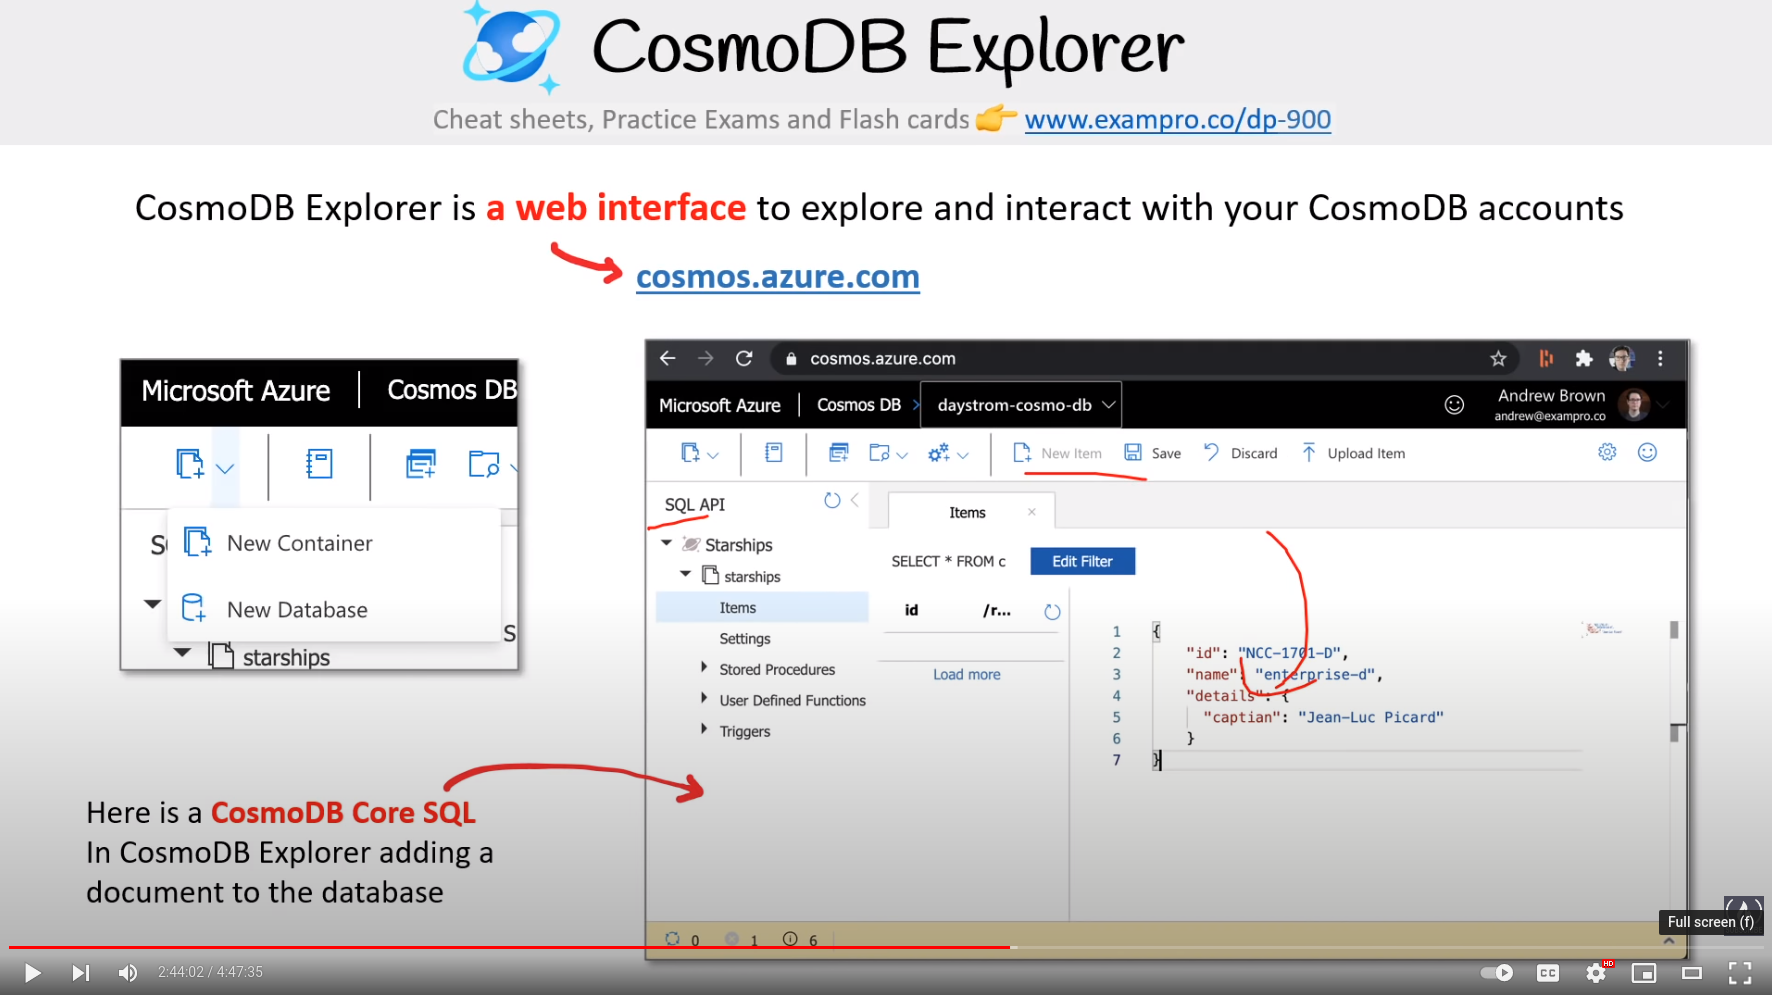 CosmoDB Explorer
Cheat sheets, Practice Exams and Flash cards 👉 www.exampro.co/dp-900
CosmoDB Explorer is a web interface to explore and interact with your CosmoDB accounts
cosmos.azure.com
Microsoft Azure | Cosmos DB
New Container
New Database
starships
cosmos.azure.com
Microsoft Azure | Cosmos DB > daystrom-cosmo-db
Andrew Brown
andrew@exampro.co
New Item Save Discard Upload Item
SQL API
Items ×
Starships
starships
Items
Settings
Stored Procedures
User Defined Functions
Triggers
SELECT * FROM c Edit Filter
id /r...
Load more
1 {
2 "id": "NCC-1701-D",
3 "name": "enterprise-d",
4 "details": {
5 "captian": "Jean-Luc Picard"
6 }
7 }
0 1 6
Here is a CosmoDB Core SQL
In CosmoDB Explorer adding a
document to the database
Full screen (f)
2:44:02 / 4:47:35
CC HD